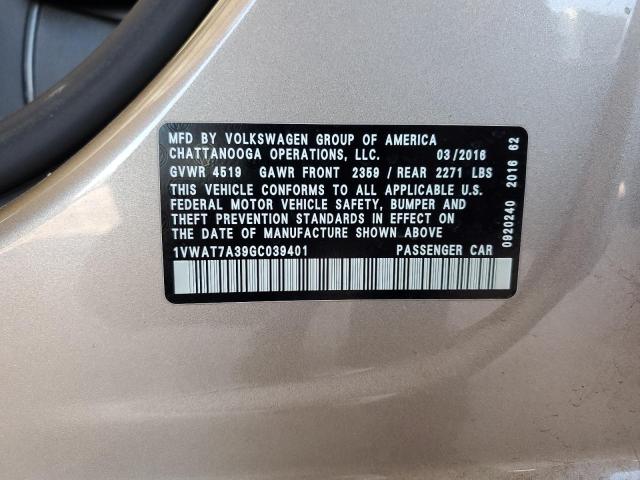 MFD BY VOLKSWAGEN GROUP OF AMERICA
CHATTANOOGA OPERATIONS, LLC. 03/2016
GVWR 4519 GAWR FRONT 2359 / REAR 2271 LBS
THIS VEHICLE CONFORMS TO ALL APPLICABLE U.S.
FEDERAL MOTOR VEHICLE SAFETY, BUMPER AND
THEFT PREVENTION STANDARDS IN EFFECT ON
THE DATE OF MANUFACTURE SHOWN ABOVE
1VWAT7A39GC039401 PASSENGER CAR
0920240 2016 62